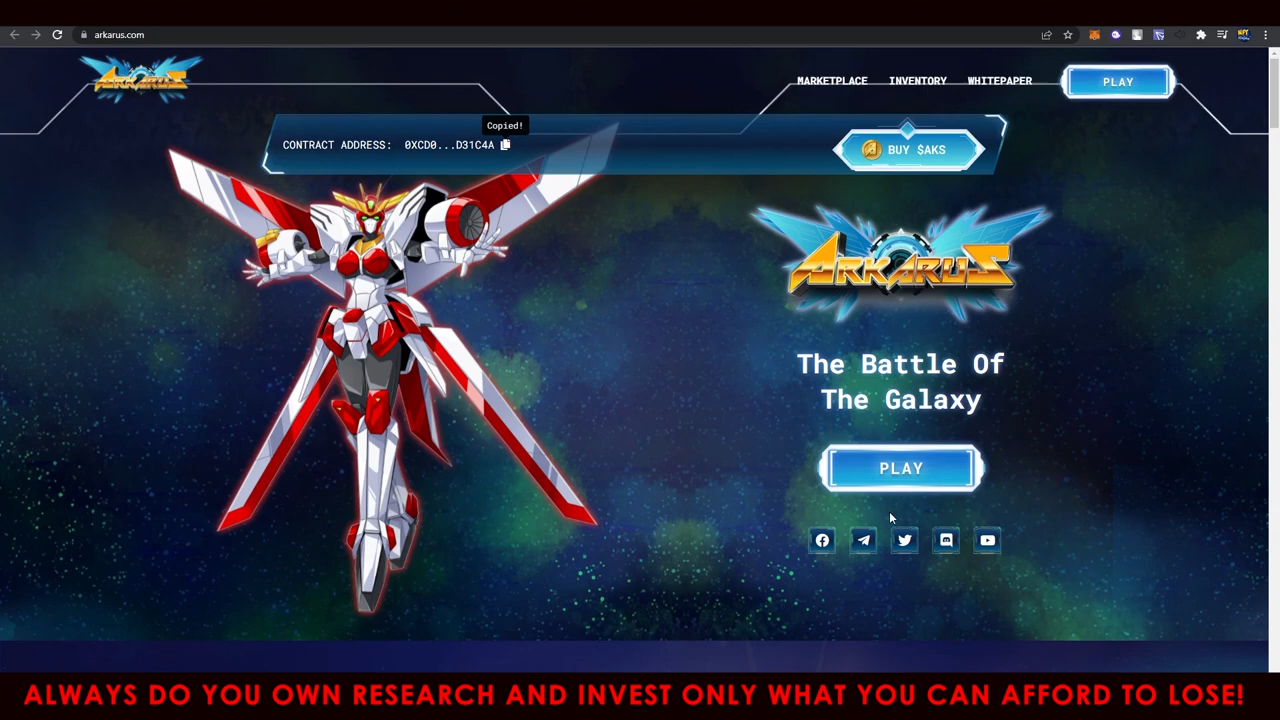 arkarus.com
ARKARUS
MARKETPLACE INVENTORY WHITEPAPER PLAY
Copied!
CONTRACT ADDRESS: 0XCD0...D31C4A
BUY $AKS
ARKARUS
The Battle Of
The Galaxy
PLAY
ALWAYS DO YOU OWN RESEARCH AND INVEST ONLY WHAT YOU CAN AFFORD TO LOSE!